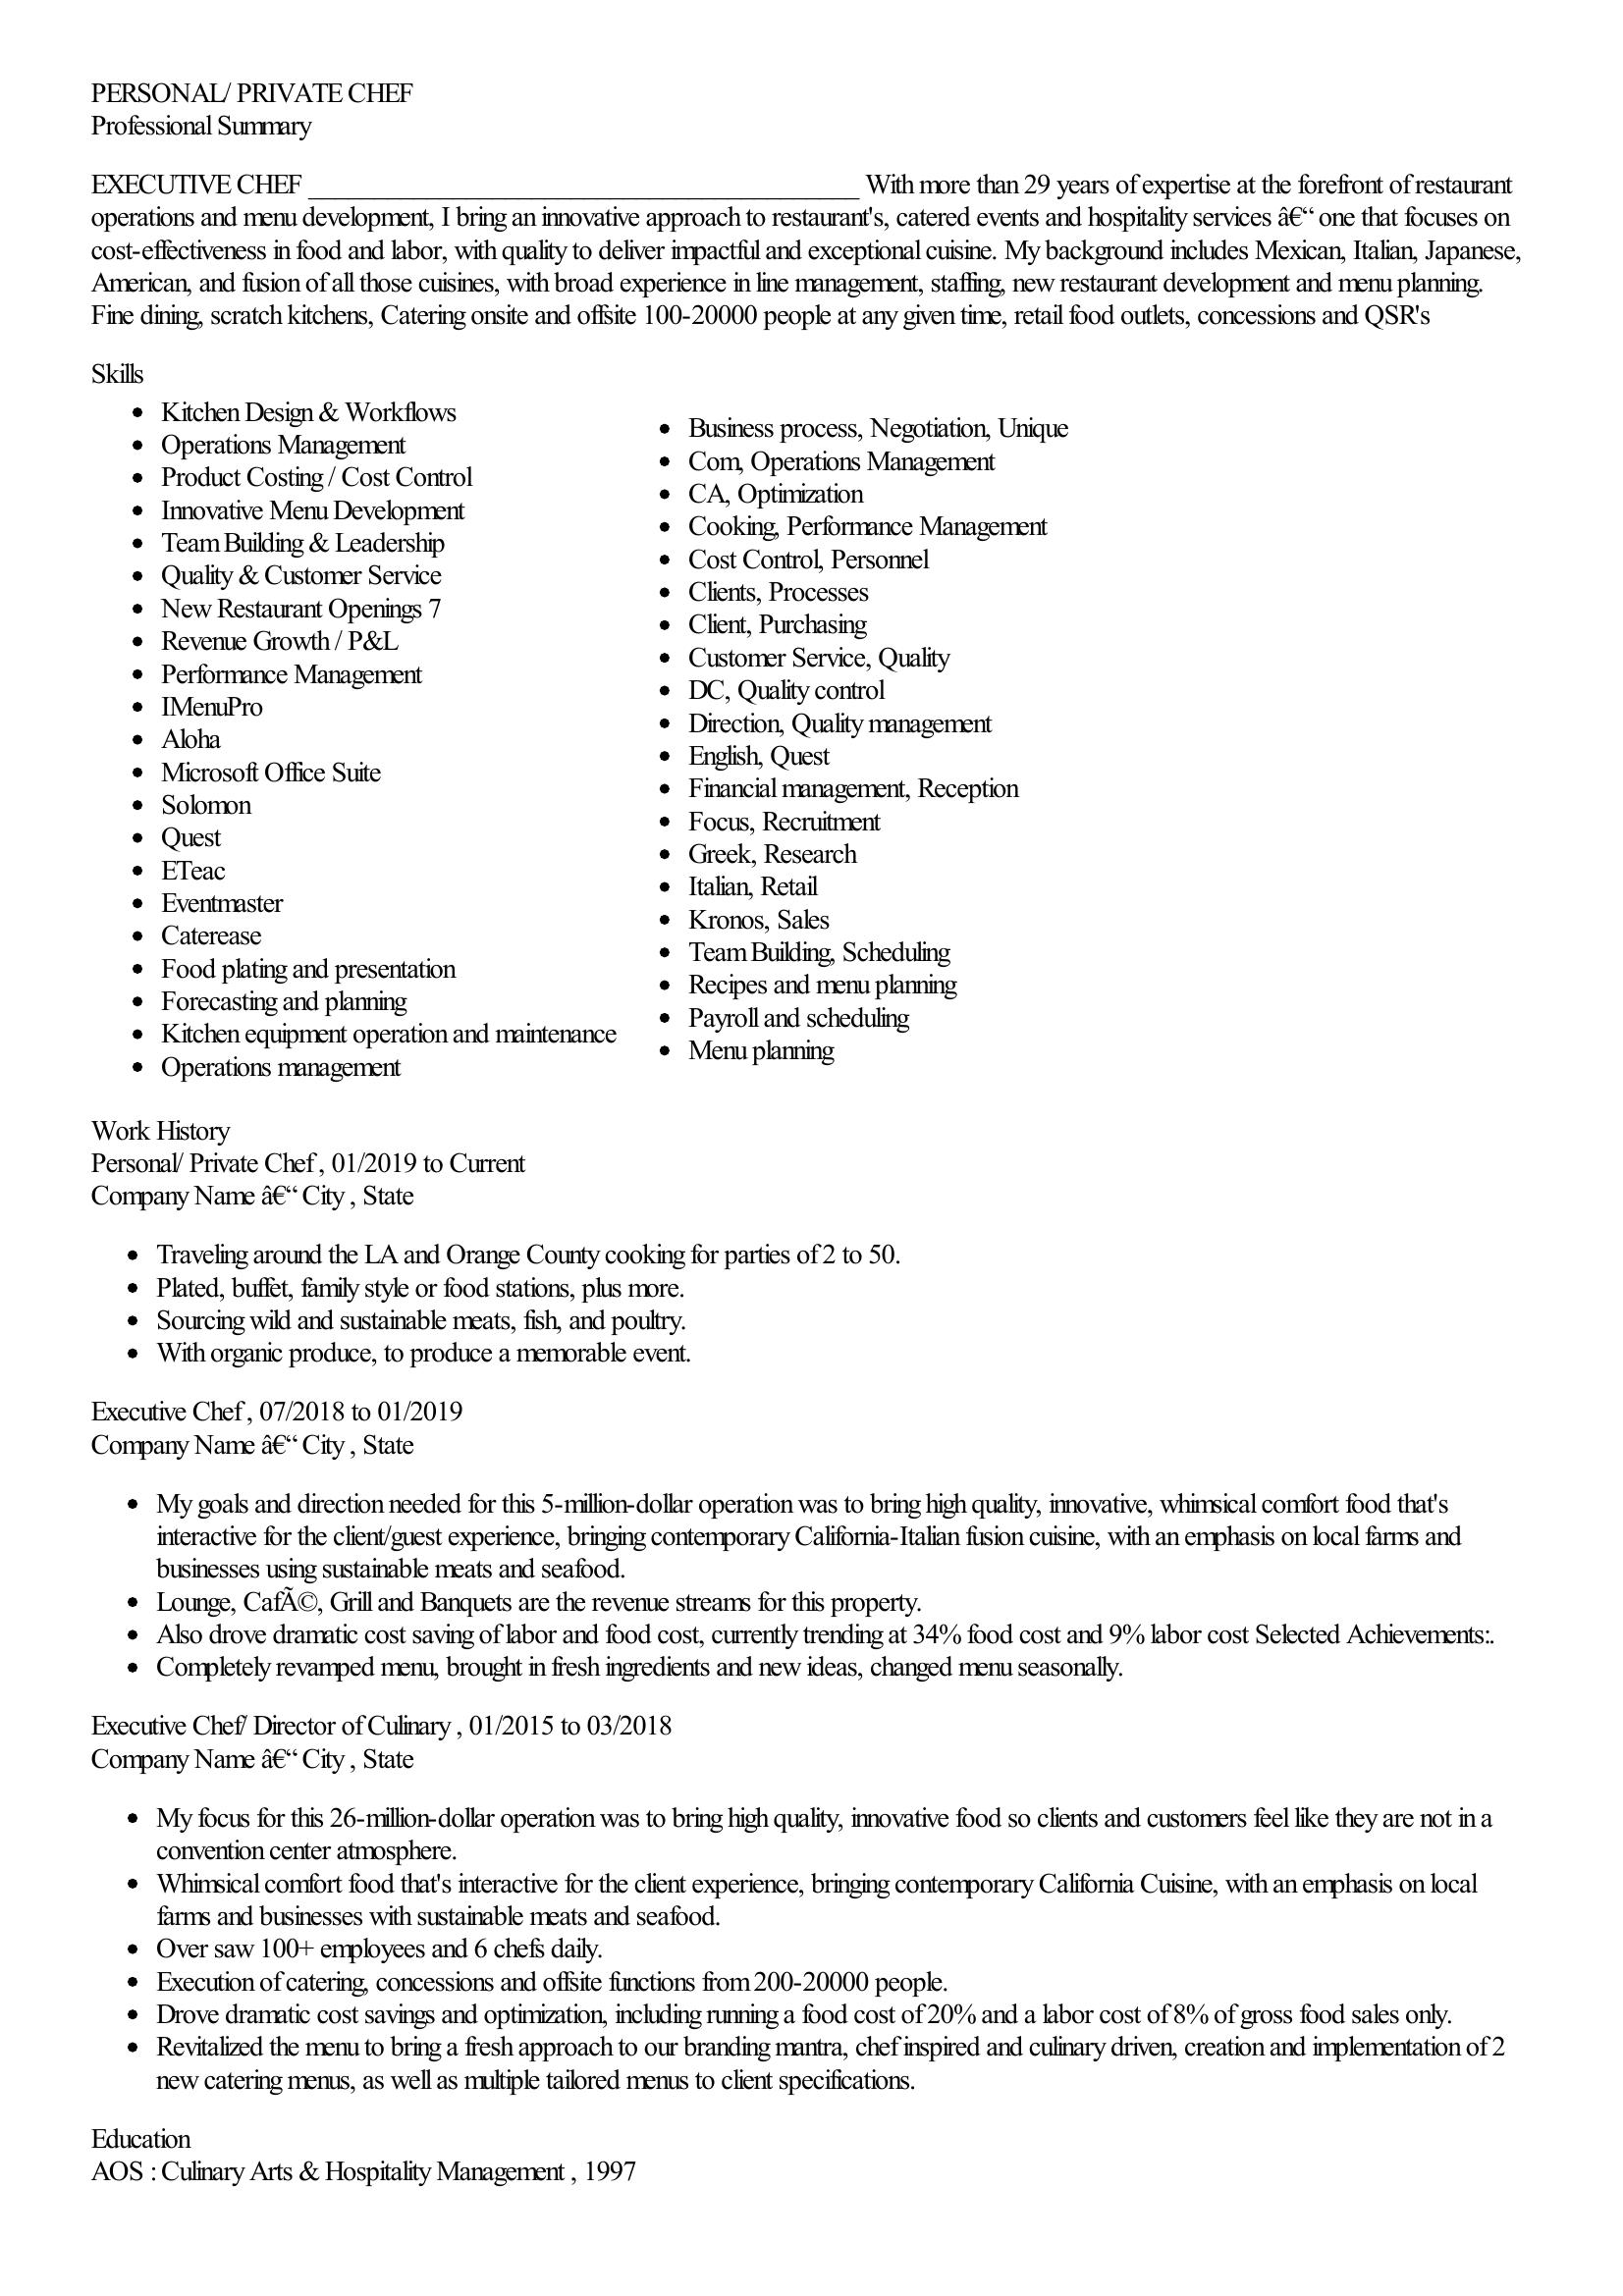 PERSONAL/ PRIVATE CHEF
Professional Summary
EXECUTIVE CHEF _________________________________________ With more than 29 years of expertise at the forefront of restaurant
operations and menu development, I bring an innovative approach to restaurant's, catered events and hospitality services â€“ one that focuses on
cost-effectiveness in food and labor, with quality to deliver impactful and exceptional cuisine. My background includes Mexican, Italian, Japanese,
American, and fusion of all those cuisines, with broad experience in line management, staffing, new restaurant development and menu planning.
Fine dining, scratch kitchens, Catering onsite and offsite 100-20000 people at any given time, retail food outlets, concessions and QSR's
Skills
• Kitchen Design & Workflows
• Operations Management
• Product Costing / Cost Control
• Innovative Menu Development
• Team Building & Leadership
• Quality & Customer Service
• New Restaurant Openings 7
• Revenue Growth / P&L
• Performance Management
• IMenuPro
• Aloha
• Microsoft Office Suite
• Solomon
• Quest
• ETeac
• Eventmaster
• Caterease
• Food plating and presentation
• Forecasting and planning
• Kitchen equipment operation and maintenance
• Operations management
• Business process, Negotiation, Unique
• Com, Operations Management
• CA, Optimization
• Cooking, Performance Management
• Cost Control, Personnel
• Clients, Processes
• Client, Purchasing
• Customer Service, Quality
• DC, Quality control
• Direction, Quality management
• English, Quest
• Financial management, Reception
• Focus, Recruitment
• Greek, Research
• Italian, Retail
• Kronos, Sales
• Team Building, Scheduling
• Recipes and menu planning
• Payroll and scheduling
• Menu planning
Work History
Personal/ Private Chef , 01/2019 to Current
Company Name â€“ City , State
• Traveling around the LA and Orange County cooking for parties of 2 to 50.
• Plated, buffet, family style or food stations, plus more.
• Sourcing wild and sustainable meats, fish, and poultry.
• With organic produce, to produce a memorable event.
Executive Chef , 07/2018 to 01/2019
Company Name â€“ City , State
• My goals and direction needed for this 5-million-dollar operation was to bring high quality, innovative, whimsical comfort food that's
interactive for the client/guest experience, bringing contemporary California-Italian fusion cuisine, with an emphasis on local farms and
businesses using sustainable meats and seafood.
• Lounge, CafÃ©, Grill and Banquets are the revenue streams for this property.
• Also drove dramatic cost saving of labor and food cost, currently trending at 34% food cost and 9% labor cost Selected Achievements:.
• Completely revamped menu, brought in fresh ingredients and new ideas, changed menu seasonally.
Executive Chef/ Director of Culinary , 01/2015 to 03/2018
Company Name â€“ City , State
• My focus for this 26-million-dollar operation was to bring high quality, innovative food so clients and customers feel like they are not in a
convention center atmosphere.
• Whimsical comfort food that's interactive for the client experience, bringing contemporary California Cuisine, with an emphasis on local
farms and businesses with sustainable meats and seafood.
• Over saw 100+ employees and 6 chefs daily.
• Execution of catering, concessions and offsite functions from 200-20000 people.
• Drove dramatic cost savings and optimization, including running a food cost of 20% and a labor cost of 8% of gross food sales only.
• Revitalized the menu to bring a fresh approach to our branding mantra, chef inspired and culinary driven, creation and implementation of 2
new catering menus, as well as multiple tailored menus to client specifications.
Education
AOS : Culinary Arts & Hospitality Management , 1997